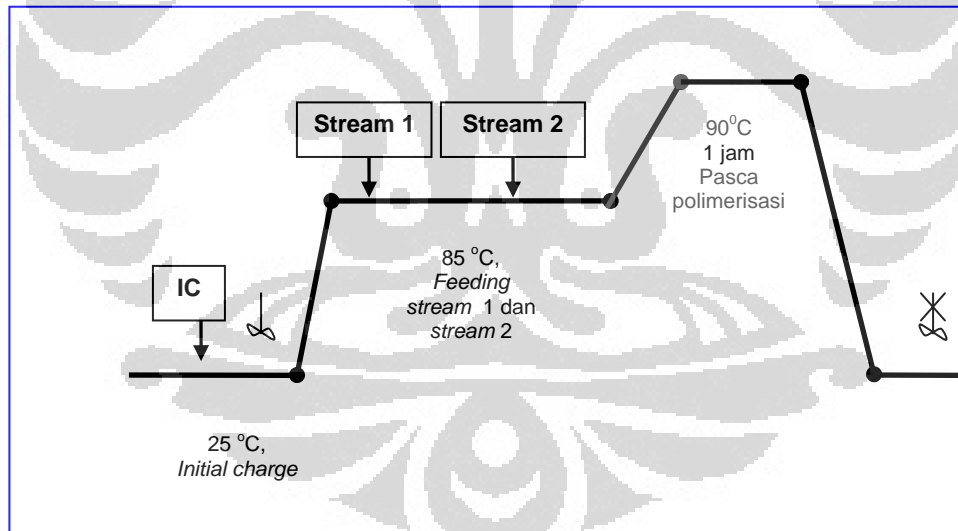 Stream 1
Stream 2
90⁰C
1 jam
Pasca
polimerisasi
IC
85 °C,
Feeding
stream 1 dan
stream 2
25 °C,
Initial charge